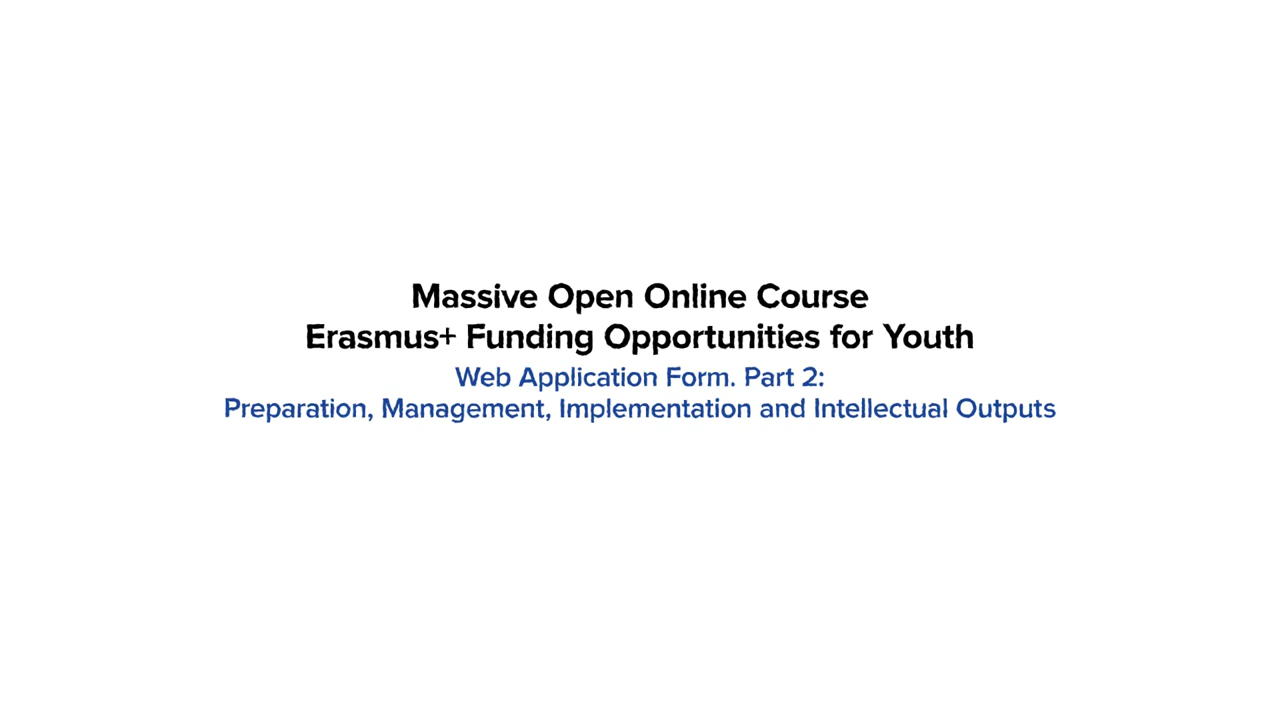 Massive Open Online Course
Erasmus+ Funding Opportunities for Youth
Web Application Form. Part 2:
Preparation, Management, Implementation and Intellectual Outputs